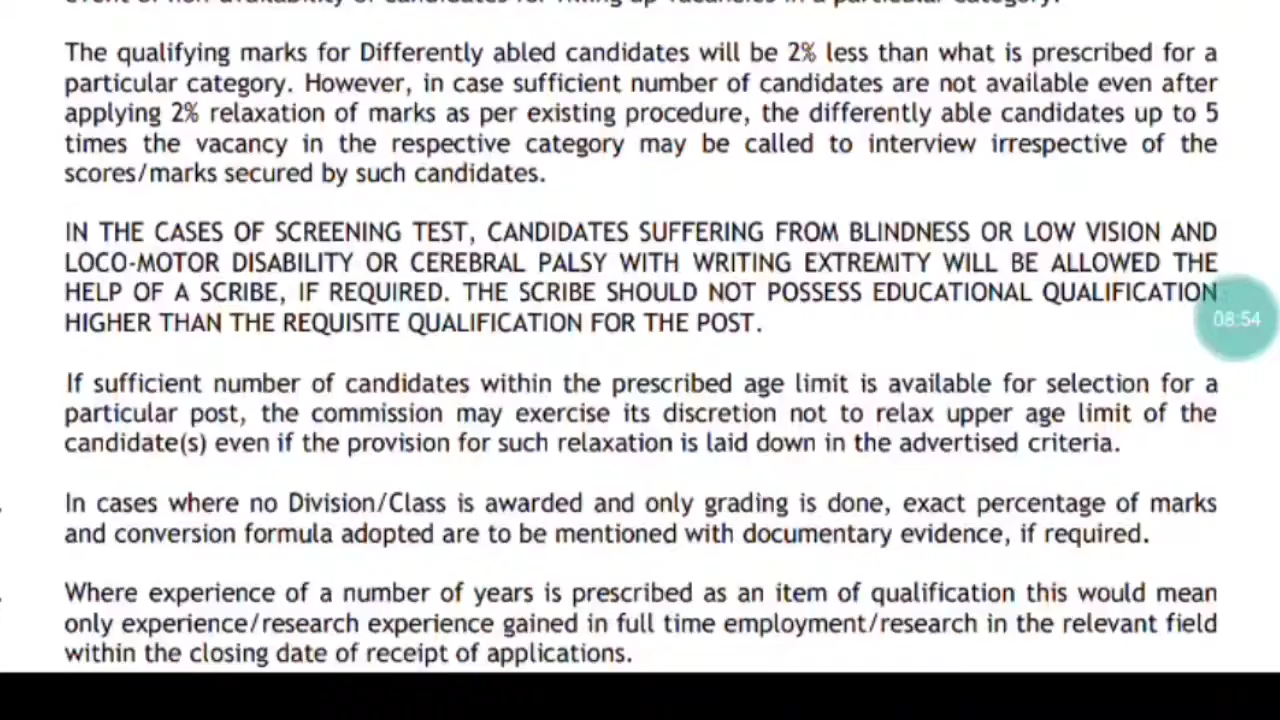 The qualifying marks for Differently abled candidates will be 2% less than what is prescribed for a
particular category. However, in case sufficient number of candidates are not available even after
applying 2% relaxation of marks as per existing procedure, the differently able candidates up to 5
times the vacancy in the respective category may be called to interview irrespective of the
scores/marks secured by such candidates.
IN THE CASES OF SCREENING TEST, CANDIDATES SUFFERING FROM BLINDNESS OR LOW VISION AND
LOCO-MOTOR DISABILITY OR CEREBRAL PALSY WITH WRITING EXTREMITY WILL BE ALLOWED THE
HELP OF A SCRIBE, IF REQUIRED. THE SCRIBE SHOULD NOT POSSESS EDUCATIONAL QUALIFICATION
HIGHER THAN THE REQUISITE QUALIFICATION FOR THE POST.
08:54
If sufficient number of candidates within the prescribed age limit is available for selection for a
particular post, the commission may exercise its discretion not to relax upper age limit of the
candidate(s) even if the provision for such relaxation is laid down in the advertised criteria.
In cases where no Division/Class is awarded and only grading is done, exact percentage of marks
and conversion formula adopted are to be mentioned with documentary evidence, if required.
Where experience of a number of years is prescribed as an item of qualification this would mean
only experience/research experience gained in full time employment/research in the relevant field
within the closing date of receipt of applications.